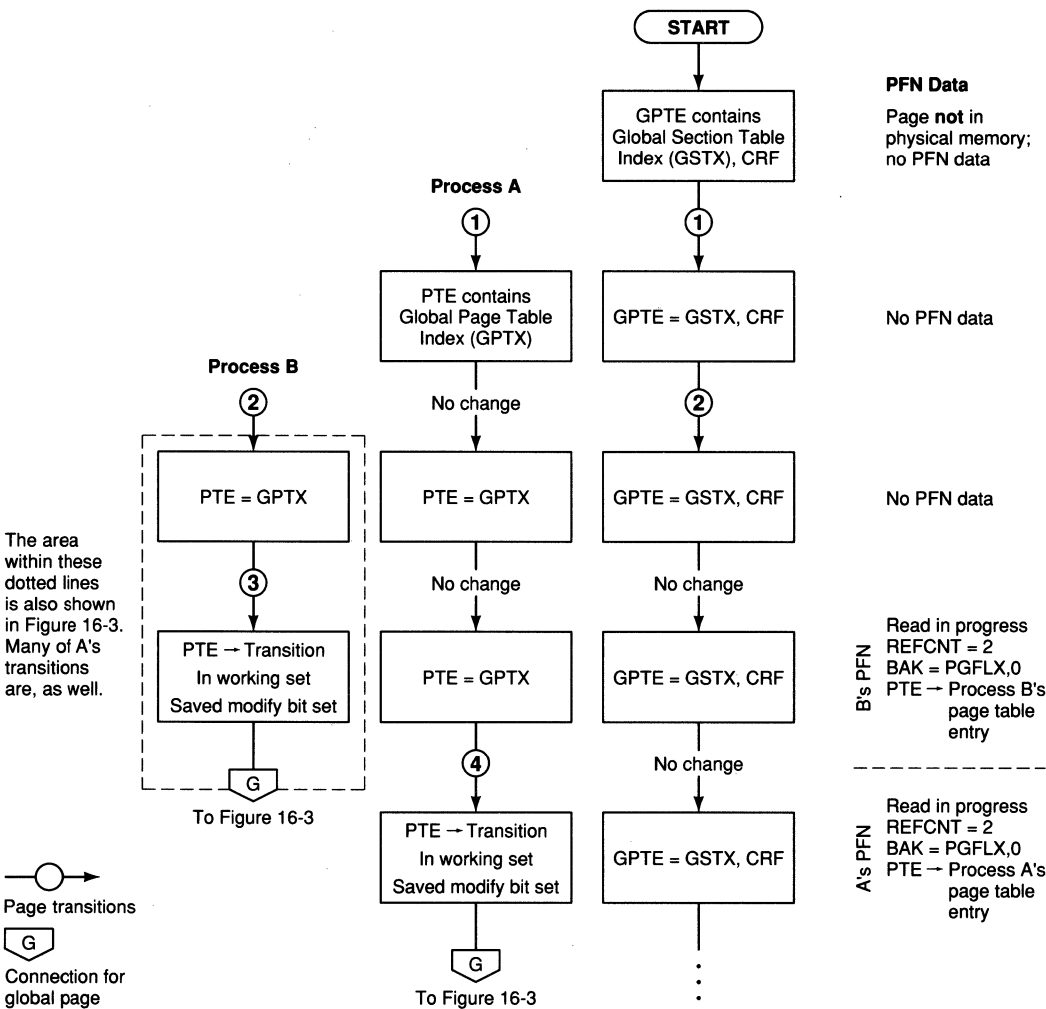 START
PFN Data
GPTE contains
Global Section Table
Index (GSTX), CRF
Page not in
physical memory;
no PFN data
Process A
1
1
PTE contains
Global Page Table
Index (GPTX)
GPTE = GSTX, CRF
No PFN data
Process B
2
No change
2
PTE = GPTX
PTE = GPTX
GPTE = GSTX, CRF
No PFN data
The area
within these
dotted lines
is also shown
in Figure 16-3.
Many of A's
transitions
are, as well.
3
No change
No change
PTE → Transition
In working set
Saved modify bit set
PTE = GPTX
GPTE = GSTX, CRF
B's PFN
Read in progress
REFCNT = 2
BAK = PGFLX,0
PTE → Process B's
page table
entry
G
To Figure 16-3
4
No change
PTE → Transition
In working set
Saved modify bit set
GPTE = GSTX, CRF
A's PFN
Read in progress
REFCNT = 2
BAK = PGFLX,0
PTE → Process A's
page table
entry
Page transitions
G
Connection for
global page
G
To Figure 16-3